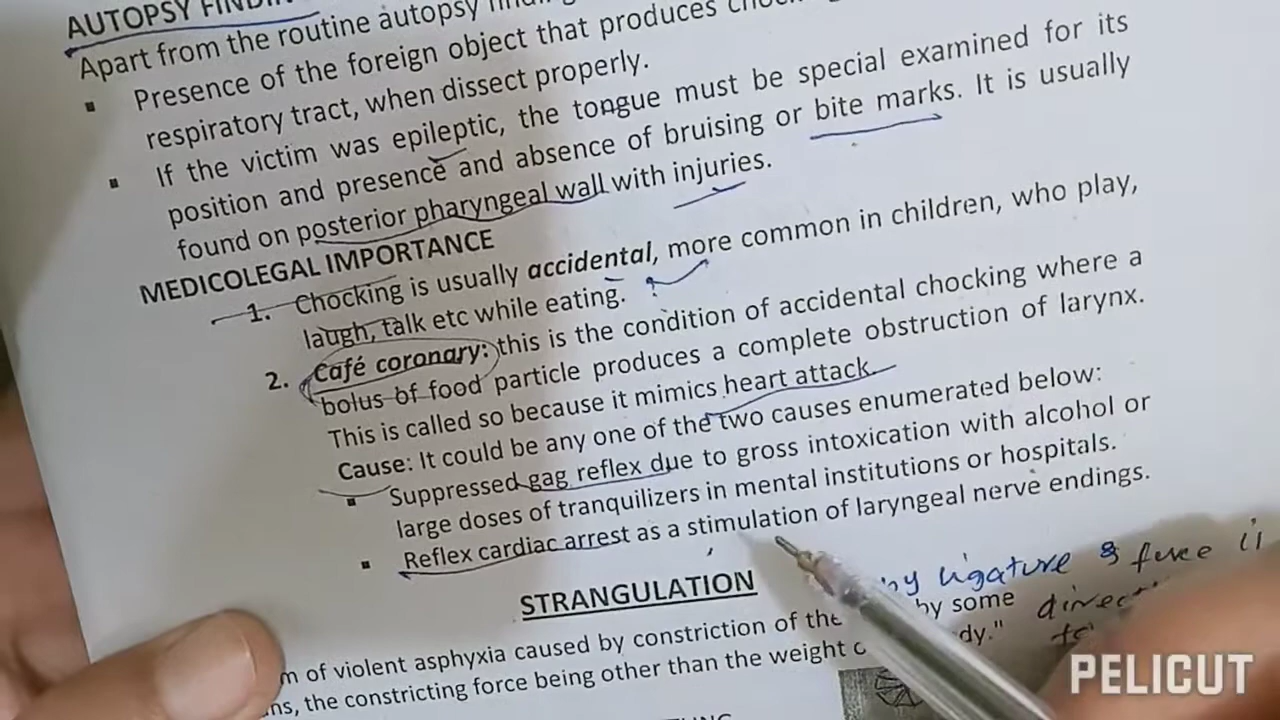 AUTOPSY
Apart from the routine autopsy
▪ Presence of the foreign object that produces
respiratory tract, when dissect properly.
▪ If the victim was epileptic, the tongue must be special examined for its
position and presence and absence of bruising or bite marks. It is usually
found on posterior pharyngeal wall with injuries.
MEDICOLEGAL IMPORTANCE
1. Chocking is usually accidental, more common in children, who play,
laugh, talk etc while eating.
2. Café coronary: this is the condition of accidental chocking where a
bolus of food particle produces a complete obstruction of larynx.
This is called so because it mimics heart attack.
Cause: It could be any one of the two causes enumerated below:
▪ Suppressed gag reflex due to gross intoxication with alcohol or
large doses of tranquilizers in mental institutions or hospitals.
▪ Reflex cardiac arrest as a stimulation of laryngeal nerve endings.
by ligature & force
STRANGULATION
of violent asphyxia caused by constriction of the by some
the constricting force being other than the weight
PELICUT